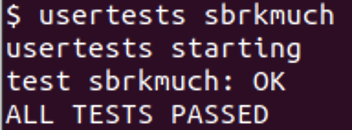 $ usertests sbrkmuch
usertests starting
test sbrkmuch: OK
ALL TESTS PASSED